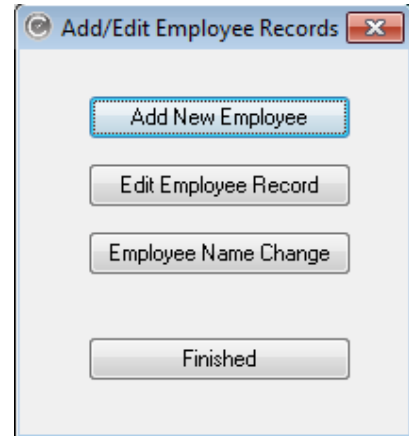 Add/Edit Employee Records
Add New Employee
Edit Employee Record
Employee Name Change
Finished